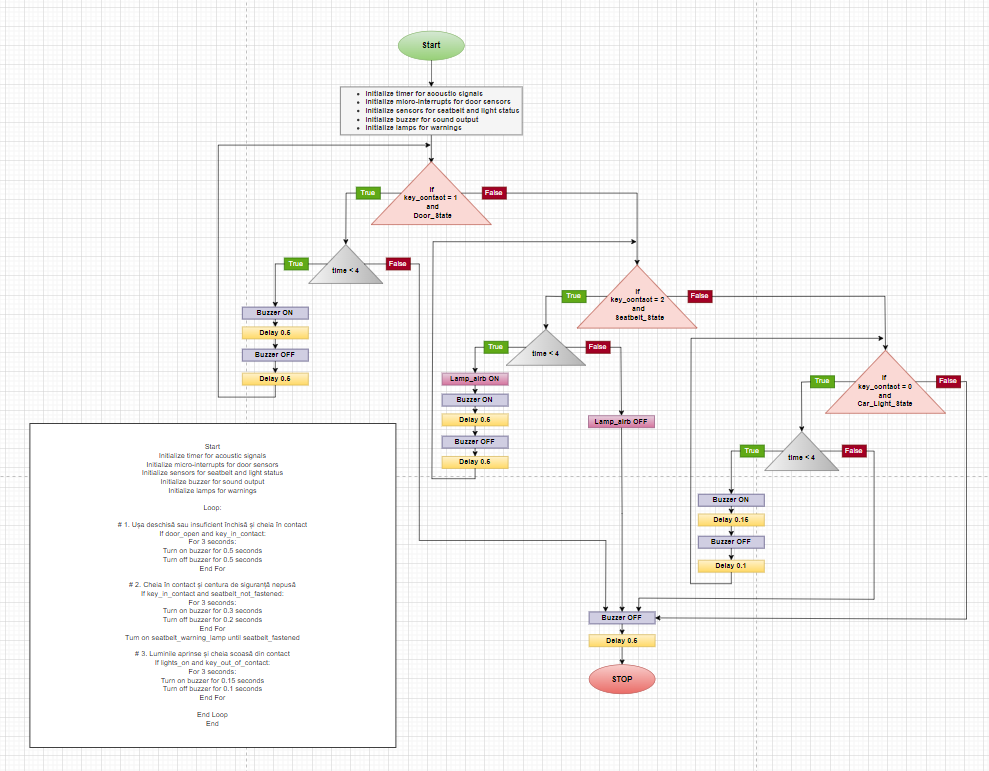 Start
Initialize timer for acoustic signals
Initialize micro-interrupts for door sensors
Initialize sensors for seatbelt and light status
Initialize buzzer for sound output
Initialize lamps for warnings
True
If
key_contact = 1
and
Door_State
False
True
time < 4
False
Buzzer ON
Delay 0.5
Buzzer OFF
Delay 0.5
True
If
key_contact = 2
and
Seatbelt_State
False
True
time < 4
False
Lamp_airb ON
Buzzer ON
Delay 0.5
Buzzer OFF
Delay 0.5
Lamp_airb OFF
True
If
key_contact = 0
and
Car_Light_State
False
True
time < 4
False
Buzzer ON
Delay 0.15
Buzzer OFF
Delay 0.1
Buzzer OFF
Delay 0.5
STOP
Start
Initialize timer for acoustic signals
Initialize micro-interrupts for door sensors
Initialize sensors for seatbelt and light status
Initialize buzzer for sound output
Initialize lamps for warnings
Loop:
# 1. Ușa deschisă sau insuficient închisă și cheia în contact
If door_open and key_in_contact:
For 3 seconds:
Turn on buzzer for 0.5 seconds
Turn off buzzer for 0.5 seconds
End For
# 2. Cheia în contact și centura de siguranță nepusă
If key_in_contact and seatbelt_not_fastened:
For 3 seconds:
Turn on buzzer for 0.3 seconds
Turn off buzzer for 0.2 seconds
End For
Turn on seatbelt_warning_lamp until seatbelt_fastened
# 3. Luminile aprinse și cheia scoasă din contact
If lights_on and key_out_of_contact:
For 3 seconds:
Turn on buzzer for 0.15 seconds
Turn off buzzer for 0.1 seconds
End For
End Loop
End